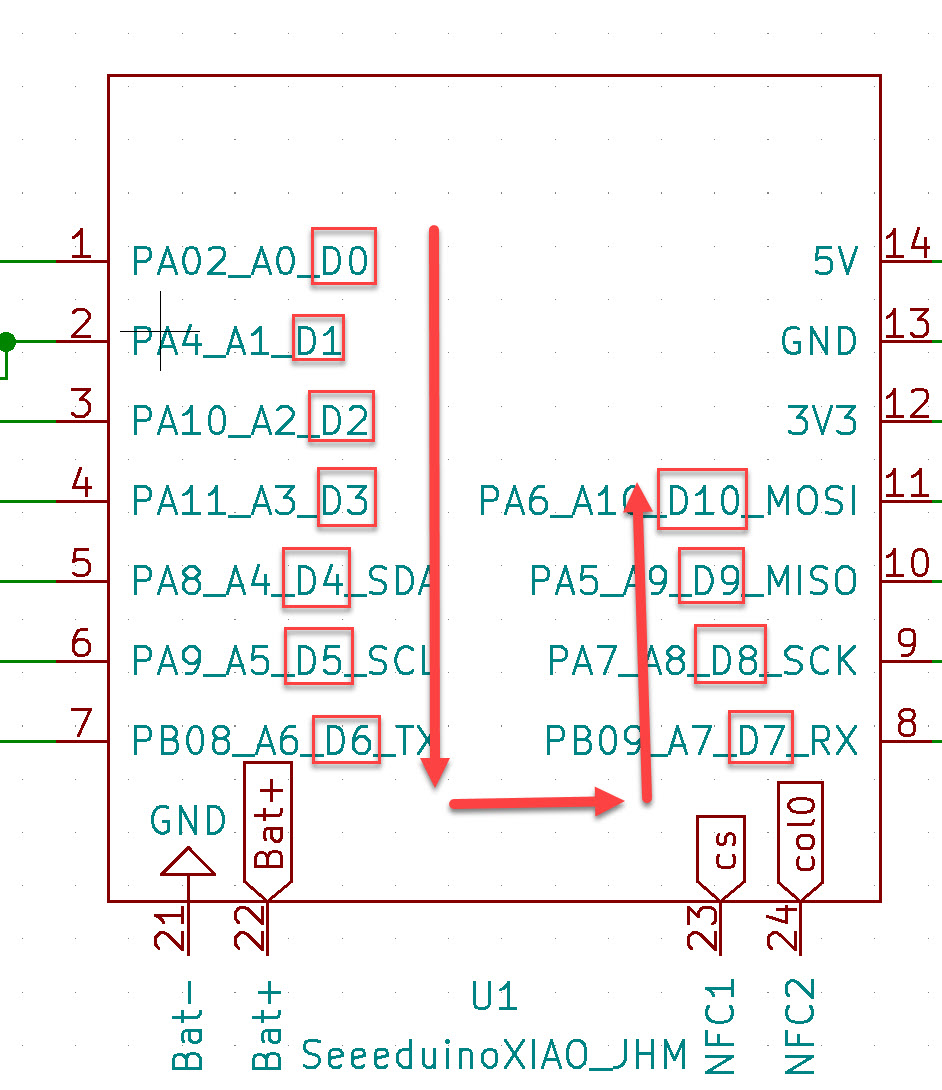 1 PA02_A0_D0
2 PA4_A1_D1
3 PA10_A2_D2
4 PA11_A3_D3
5 PA8_A4_D4_SDA
6 PA9_A5_D5_SCL
7 PB08_A6_D6_TX
5V 14
GND 13
3V3 12
PA6_A10_D10_MOSI 11
PA5_A9_D9_MISO 10
PA7_A8_D8_SCK 9
PB09_A7_D7_RX 8
GND
Bat+
cs
col0
21
22
23
24
Bat-
Bat+
NFC1
NFC2
U1
SeeeduinoXIAO_JHM